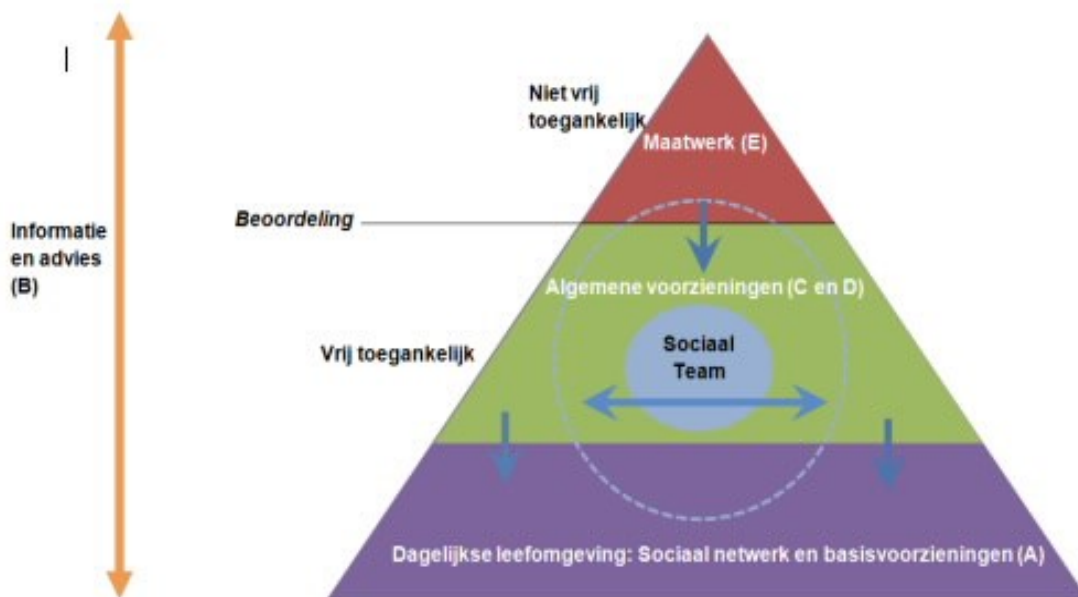 Niet vrij
toegankelijk
Maatwerk (E)
Beoordeling
Informatie
en advies
(B)
Algemene voorzieningen (C en D)
Vrij toegankelijk
Sociaal
Team
Dagelijkse leefomgeving: Sociaal netwerk en basisvoorzieningen (A)